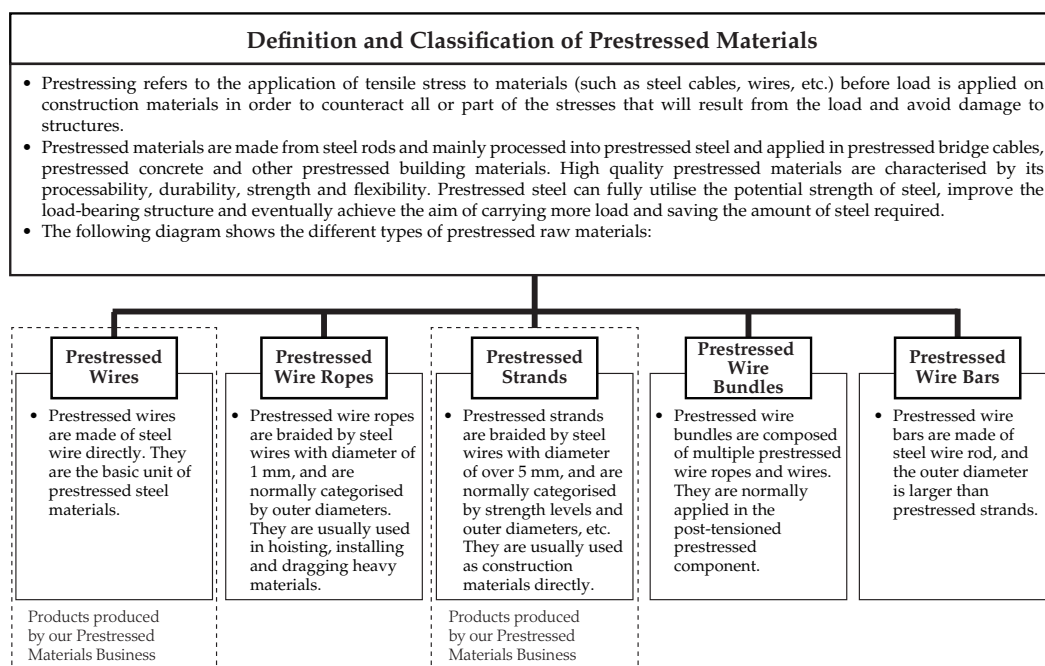 Definition and Classification of Prestressed Materials
• Prestressing refers to the application of tensile stress to materials (such as steel cables, wires, etc.) before load is applied on
construction materials in order to counteract all or part of the stresses that will result from the load and avoid damage to
structures.
• Prestressed materials are made from steel rods and mainly processed into prestressed steel and applied in prestressed bridge cables,
prestressed concrete and other prestressed building materials. High quality prestressed materials are characterised by its
processability, durability, strength and flexibility. Prestressed steel can fully utilise the potential strength of steel, improve the
load-bearing structure and eventually achieve the aim of carrying more load and saving the amount of steel required.
• The following diagram shows the different types of prestressed raw materials:
Prestressed
Wires
• Prestressed wires
are made of steel
wire directly. They
are the basic unit of
prestressed steel
materials.
Products produced
by our Prestressed
Materials Business
Prestressed
Wire Ropes
• Prestressed wire ropes
are braided by steel
wires with diameter of
1 mm, and are
normally categorised
by outer diameters.
They are usually used
in hoisting, installing
and dragging heavy
materials.
Prestressed
Strands
• Prestressed strands
are braided by steel
wires with diameter
of over 5 mm, and are
normally categorised
by strength levels and
outer diameters, etc.
They are usually used
as construction
materials directly.
Products produced
by our Prestressed
Materials Business
Prestressed
Wire
Bundles
• Prestressed wire
bundles are composed
of multiple prestressed
wire ropes and wires.
They are normally
applied in the
post-tensioned
prestressed
component.
Prestressed
Wire Bars
• Prestressed wire
bars are made of
steel wire rod, and
the outer diameter
is larger than
prestressed strands.